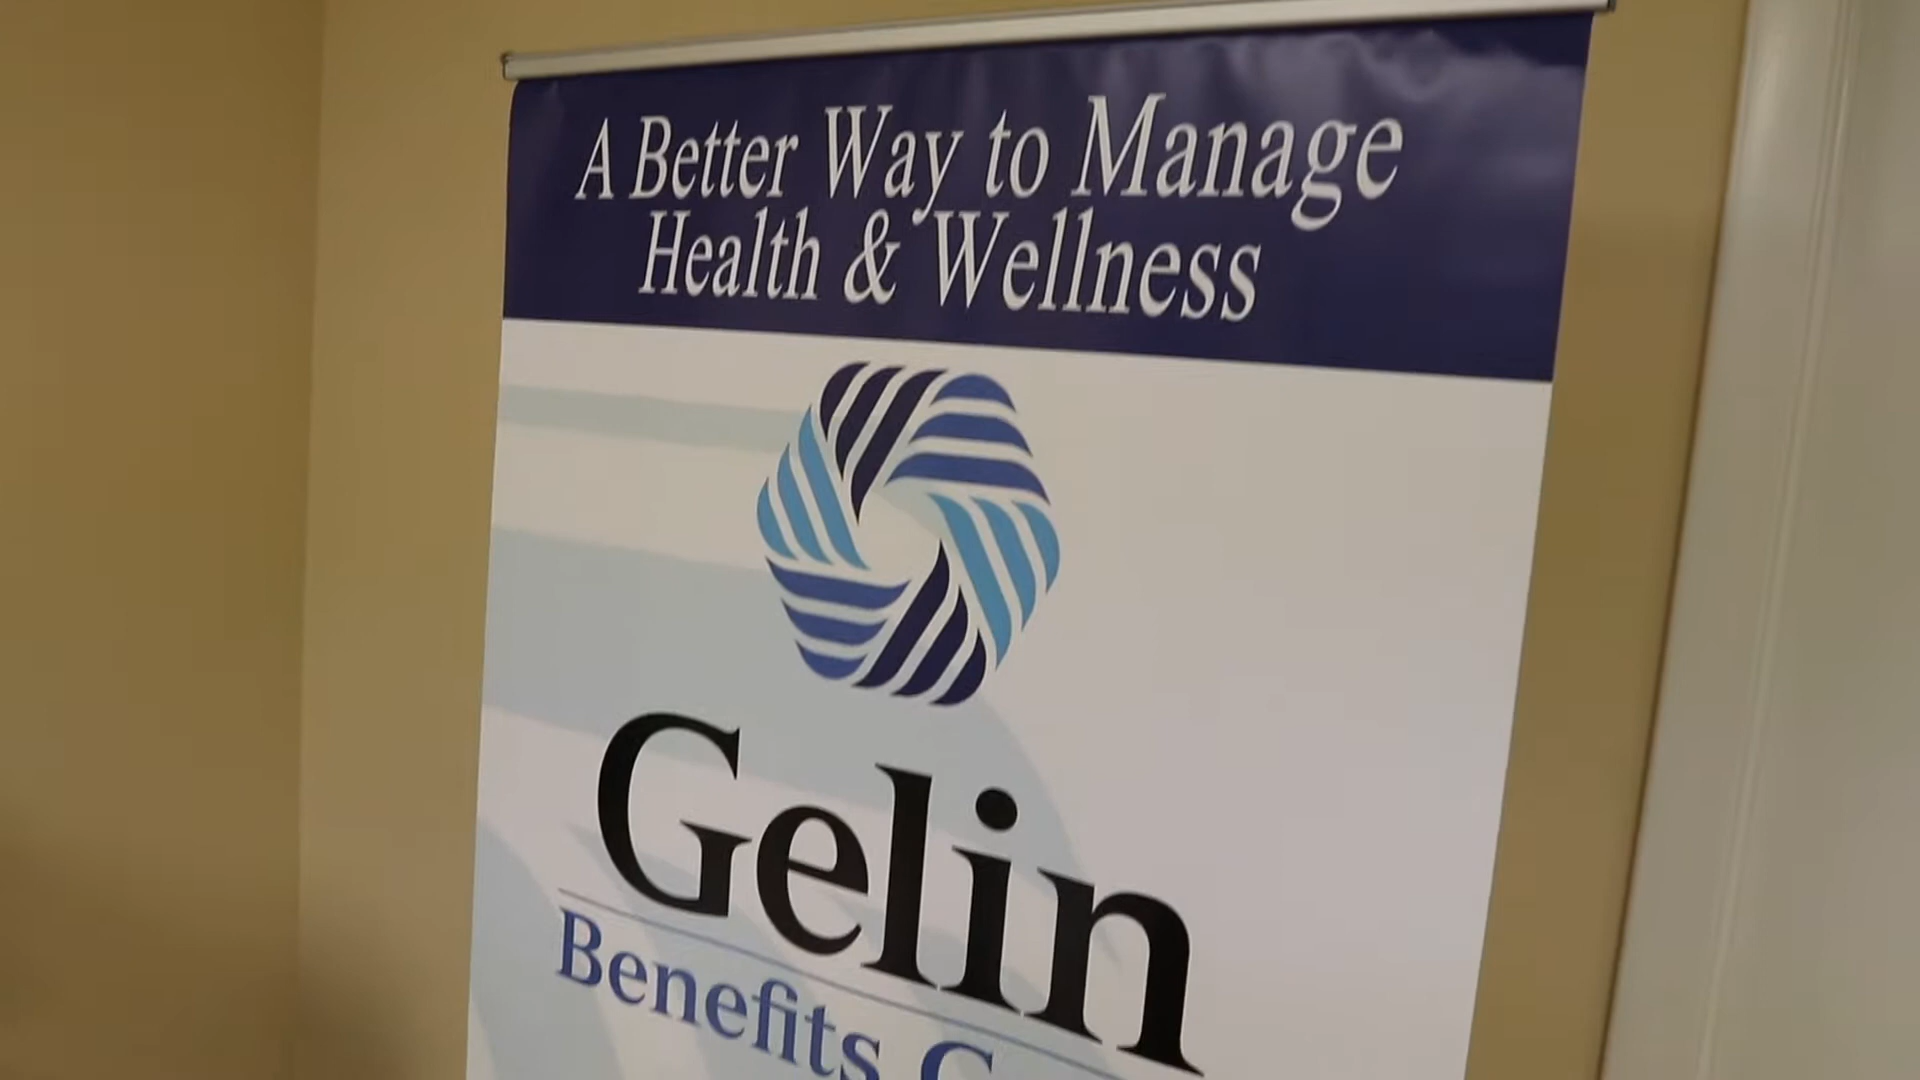 A Better Way to Manage
Health & Wellness
Gelin
Benefits